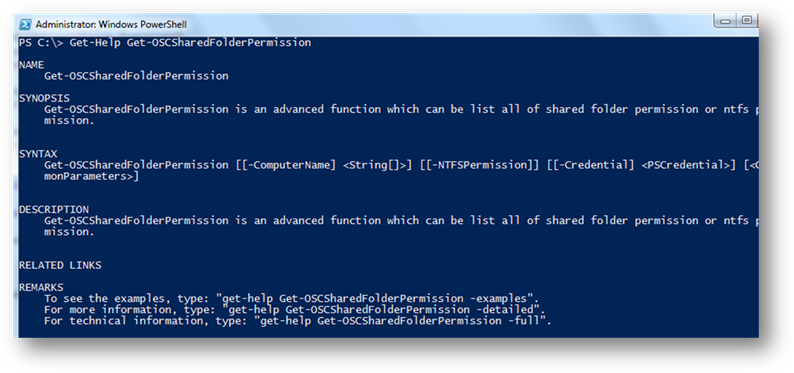 Administrator: Windows PowerShell
PS C:\> Get-Help Get-OSCSharedFolderPermission
NAME
Get-OSCSharedFolderPermission
SYNOPSIS
Get-OSCSharedFolderPermission is an advanced function which can be list all of shared folder permission or ntfs p
mission.
SYNTAX
Get-OSCSharedFolderPermission [[-ComputerName] <String[]>] [[-NTFSPermission]] [[-Credential] <PSCredential>] [<C
monParameters>]
DESCRIPTION
Get-OSCSharedFolderPermission is an advanced function which can be list all of shared folder permission or ntfs p
mission.
RELATED LINKS
REMARKS
To see the examples, type: "get-help Get-OSCSharedFolderPermission -examples".
For more information, type: "get-help Get-OSCSharedFolderPermission -detailed".
For technical information, type: "get-help Get-OSCSharedFolderPermission -full".